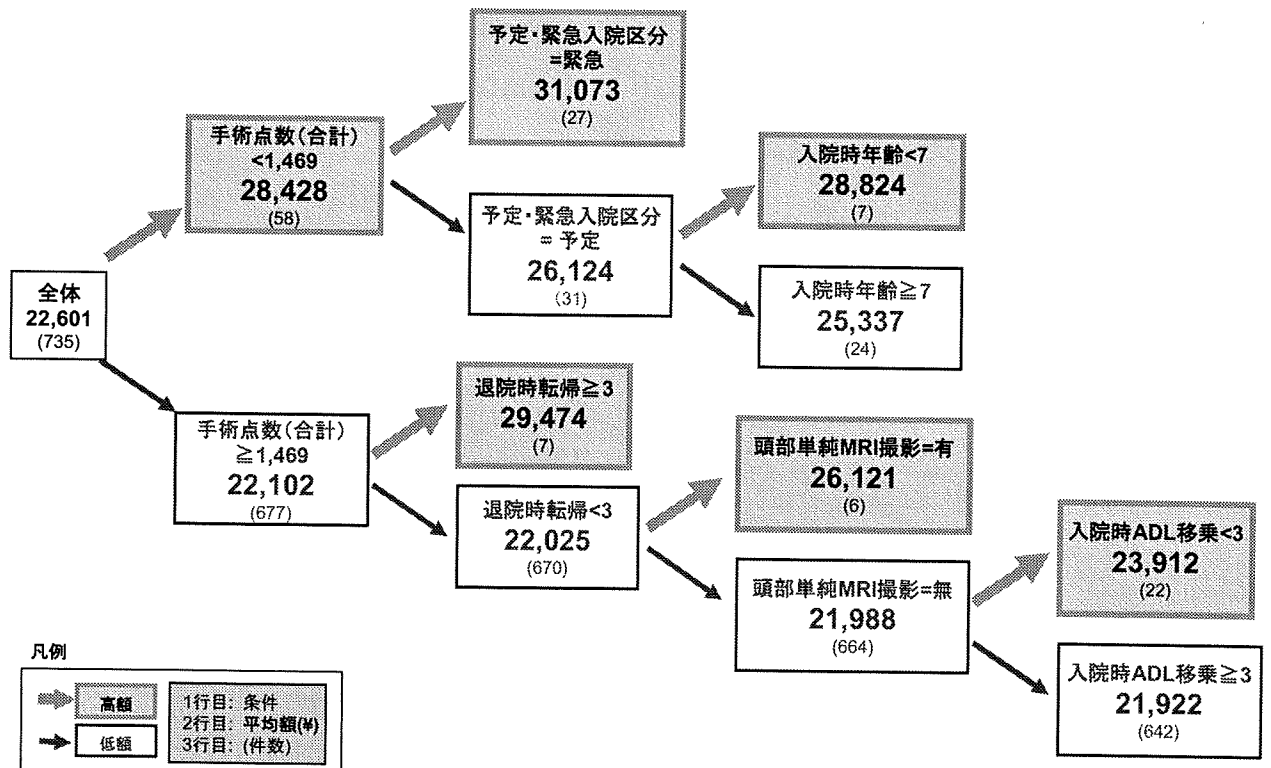 全体
22,601
(735)
手術点数(合計)
<1,469
28,428
(58)
予定・緊急入院区分
=緊急
31,073
(27)
予定・緊急入院区分
= 予定
26,124
(31)
入院時年齢<7
28,824
(7)
入院時年齢≧7
25,337
(24)
手術点数(合計)
≧1,469
22,102
(677)
退院時転帰≧3
29,474
(7)
退院時転帰<3
22,025
(670)
頭部単純MRI撮影=有
26,121
(6)
頭部単純MRI撮影=無
21,988
(664)
入院時ADL移乗<3
23,912
(22)
入院時ADL移乗≧3
21,922
(642)
凡例
高額
低額
1行目: 条件
2行目: 平均額(¥)
3行目: (件数)